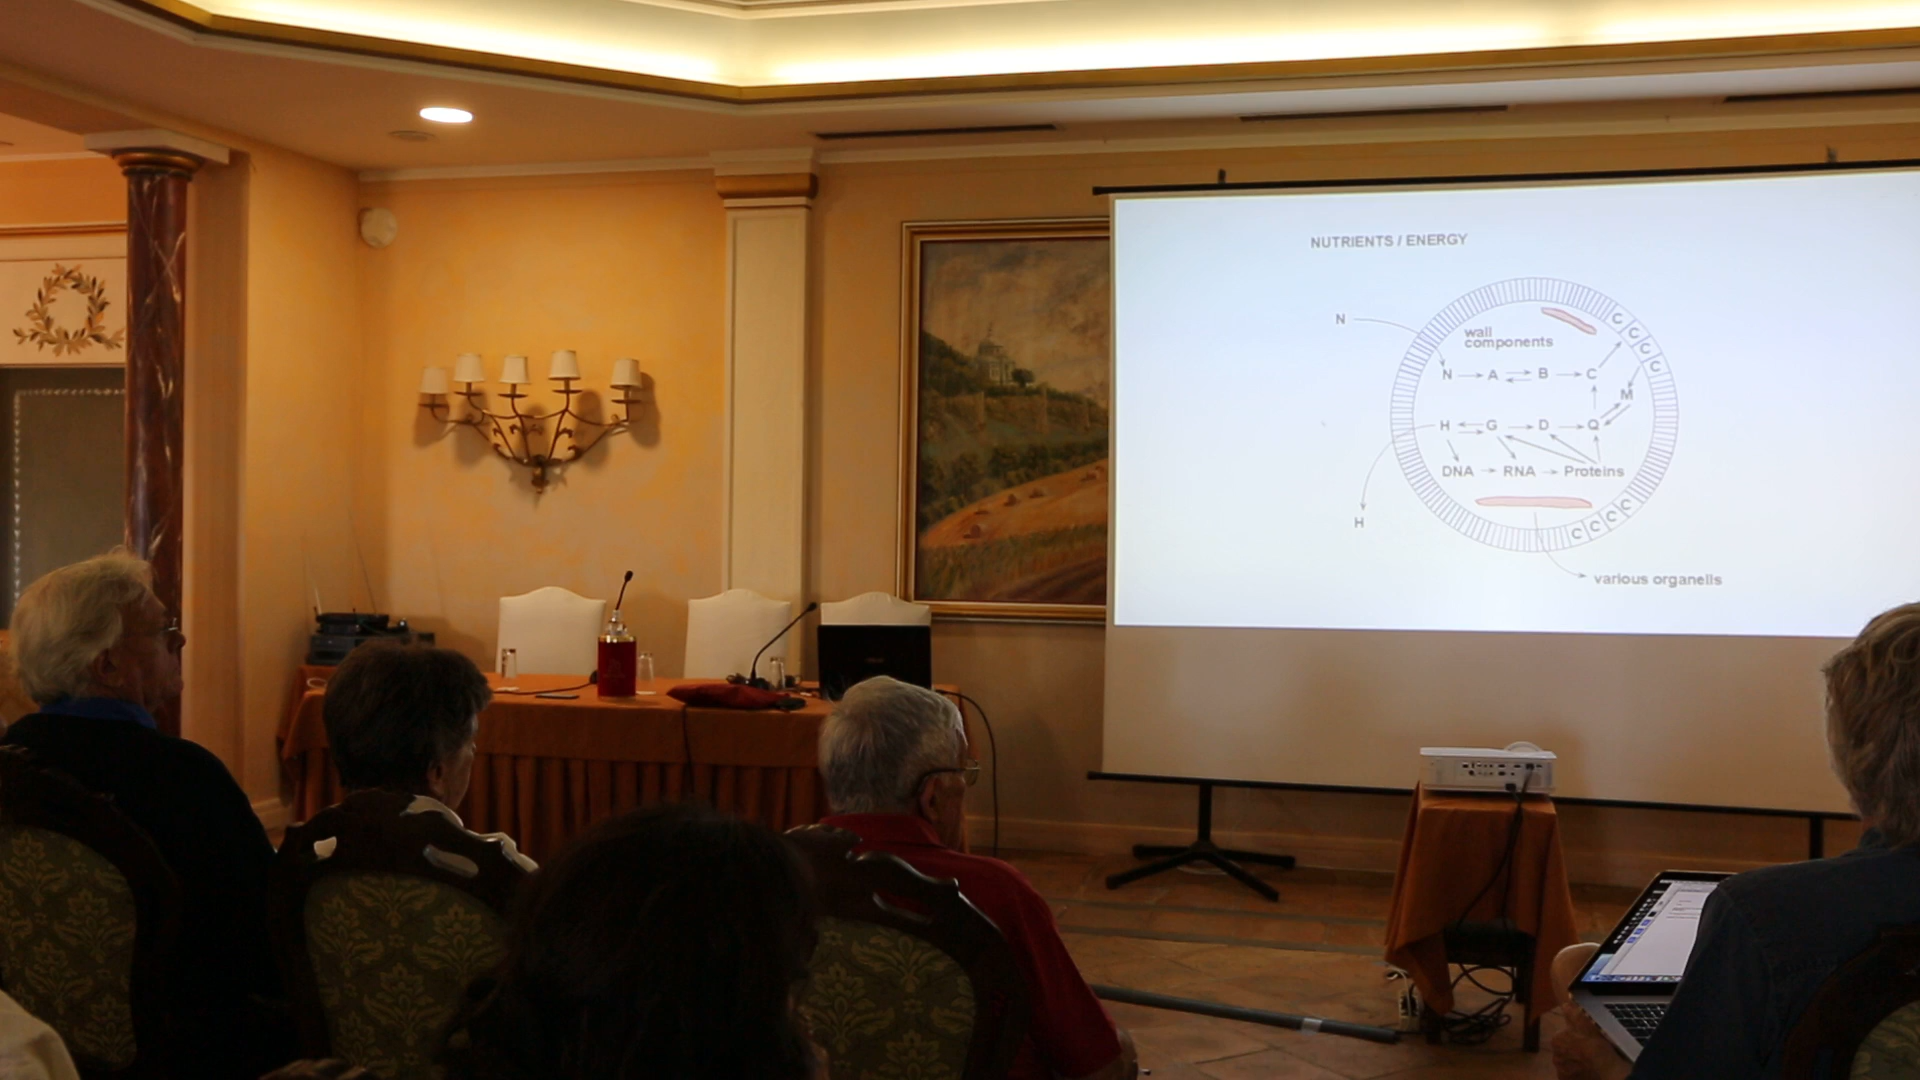 NUTRIENTS / ENERGY
N
wall
components
C
C
C
C
N A B C
M
H G D Q
DNA RNA Proteins
C C C C
H
various organells